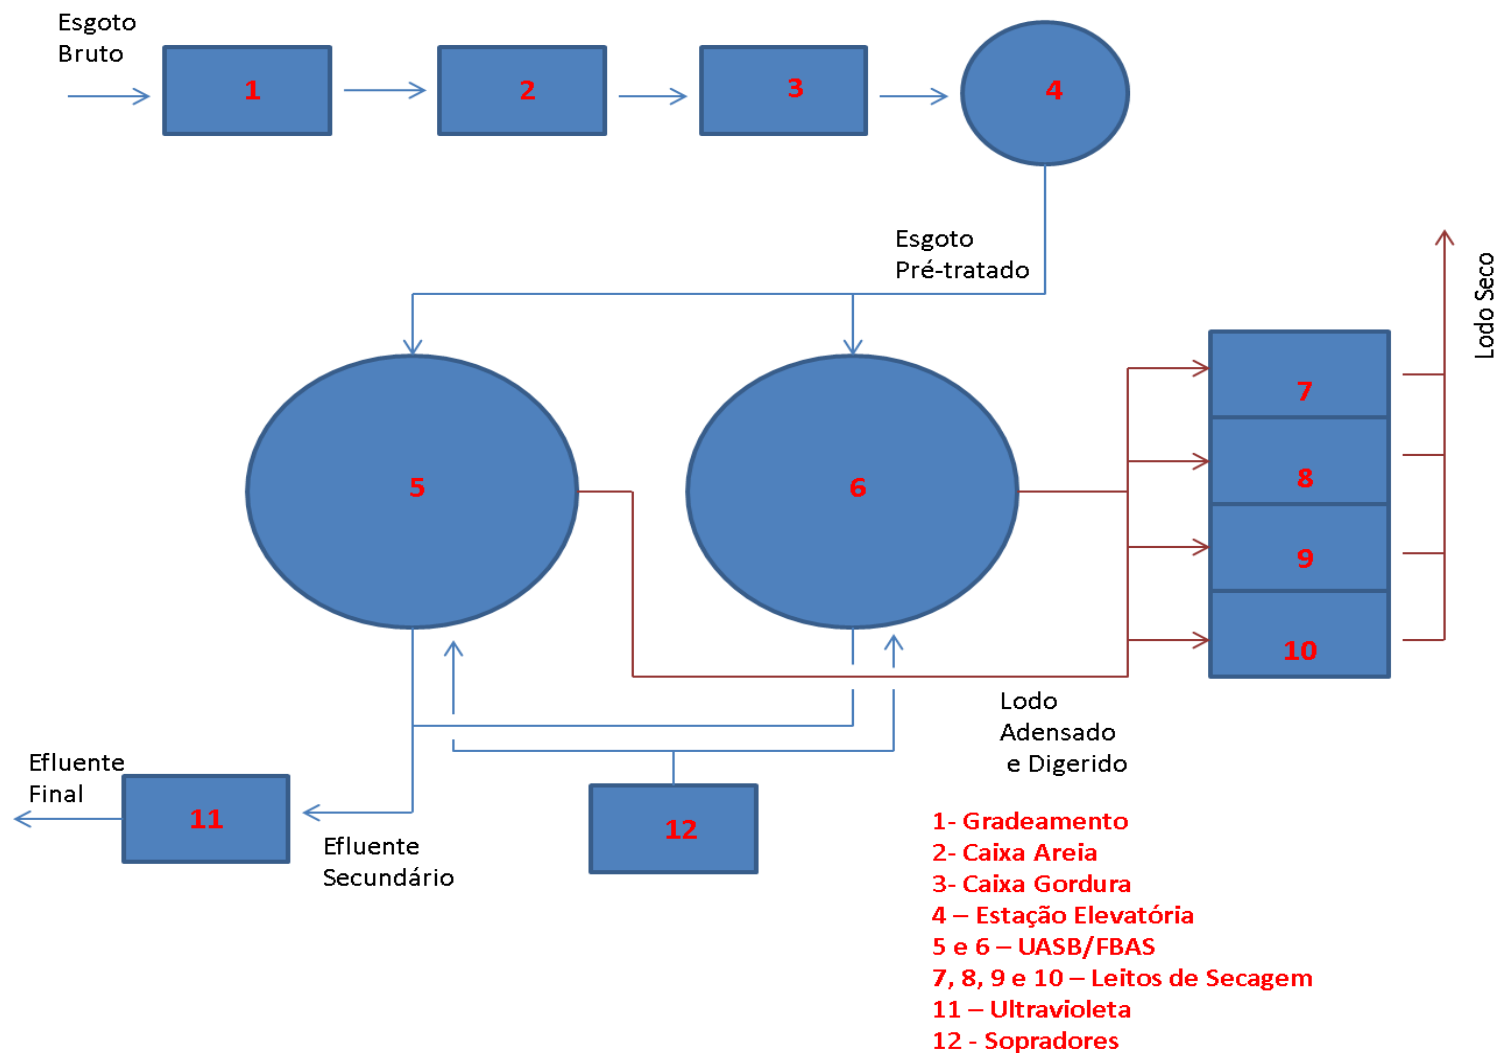 Esgoto
Bruto
1
2
3
4
Esgoto
Pré-tratado
Lodo Seco
5
6
7
8
9
10
Lodo
Adensado
e Digerido
Efluente
Final
11
Efluente
Secundário
12
1- Gradeamento
2- Caixa Areia
3- Caixa Gordura
4 – Estação Elevatória
5 e 6 – UASB/FBAS
7, 8, 9 e 10 – Leitos de Secagem
11 – Ultravioleta
12 - Sopradores